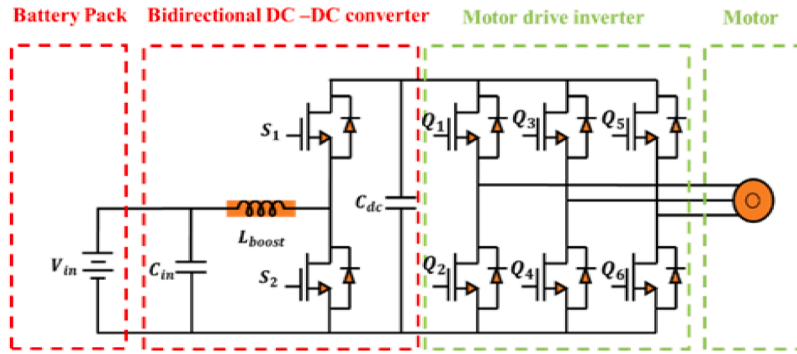 Battery Pack Bidirectional DC –DC converter Motor drive inverter Motor
S1
Q1 Q3 Q5
Cdc
Lboost
Vin Cin S2 Q2 Q4 Q6